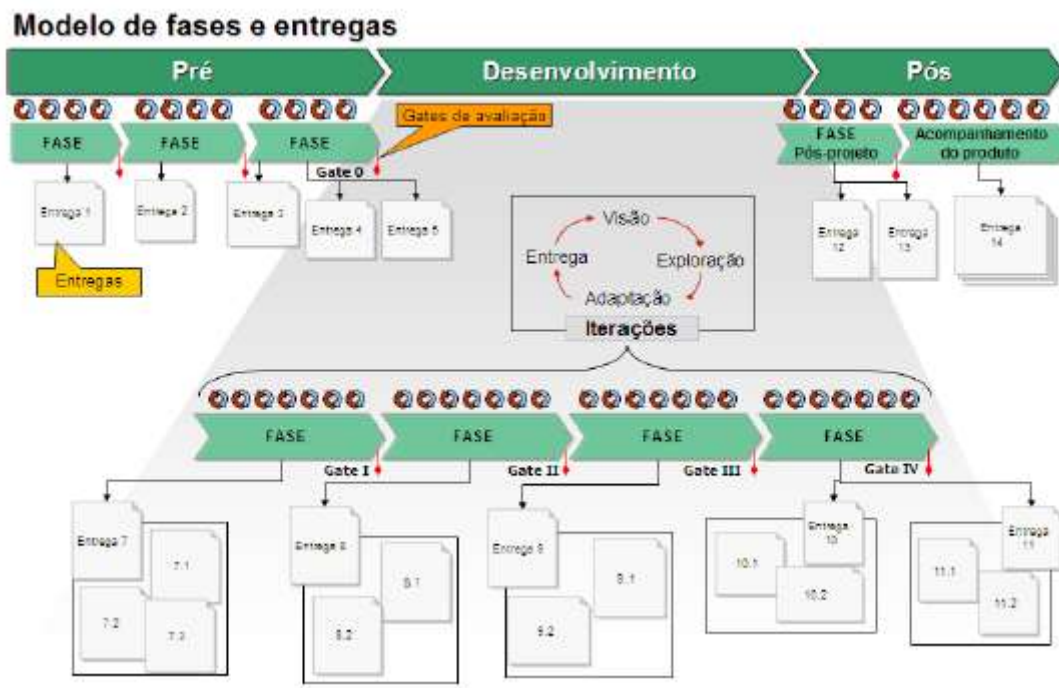 Modelo de fases e entregas
Pré
Desenvolvimento
Pós
FASE
FASE
FASE
Gates de avaliação
FASE
Pós-projeto
Acompanhamento
do produto
Gate 0
Entrega 1
Entrega 2
Entrega 3
Entrega 4
Entrega 5
Entregas
Entrega
12
Entrega
13
Entrega
14
Visão
Entrega
Exploração
Adaptação
Iterações
FASE
FASE
FASE
FASE
Gate I
Gate II
Gate III
Gate IV
Entrega 7
7.1
7.2
7.3
Entrega 8
8.1
8.2
Entrega 9
9.1
9.2
Entrega
10
10.1
10.2
Entrega
11
11.1
11.2